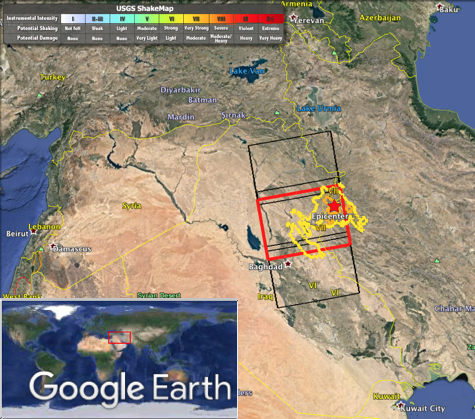 USGS ShakeMap
Instrumental Intensity I II-III IV V VI VII VIII IX
Potential Shaking Not Felt Weak Light Moderate Strong Very Strong Severe Violent Extreme
Potential Damage None None None Very Light Light Moderate Moderate/Heavy Heavy Very Heavy
Armenia
Yerevan
Azerbaijan
Baku
Turkey
Lake Van
Diyarbakir
Batman
Mardin
Sirnak
Lake Urmia
Syria
Lebanon
Beirut
Damascus
Epicenter
VII
Baghdad
Iraq
VI
Syrian Desert
Chahar
Kuwait
Kuwait City
Google Earth